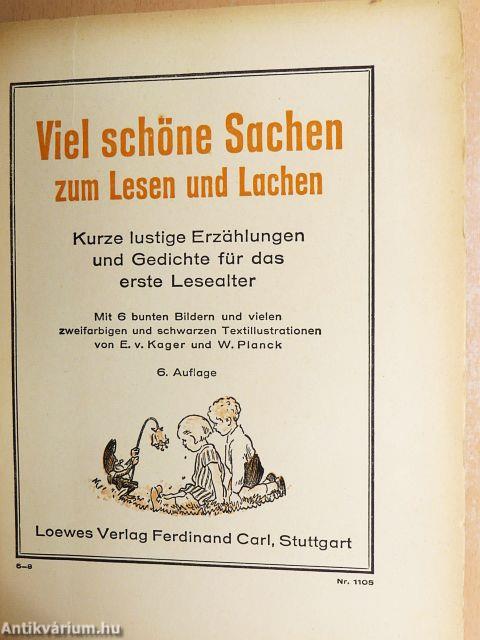 Viel schöne Sachen
zum Lesen und Lachen
Kurze lustige Erzählungen
und Gedichte für das
erste Lesealter
Mit 6 bunten Bildern und vielen
zweifarbigen und schwarzen Textillustrationen
von E. v. Kager und W. Planck
6. Auflage
Loewes Verlag Ferdinand Carl, Stuttgart
6–8
Nr. 1105
Antikvárium.hu